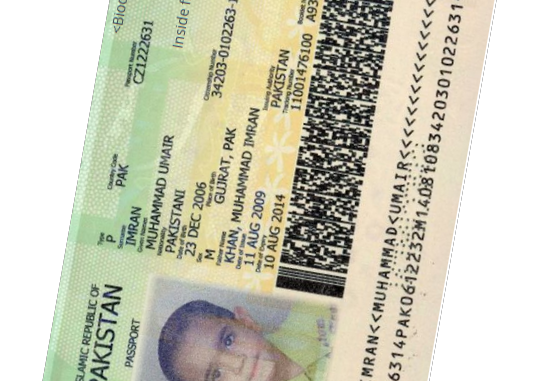 ISLAMIC REPUBLIC OF
PAKISTAN
PASSPORT
Type
P
Country Code
PAK
Passport Number
CZ1222631
Surname
IMRAN
Given Names
MUHAMMAD UMAIR
Nationality
PAKISTANI
Date of Birth
23 DEC 2006
Citizenship Number
34203-0102263-1
Sex
M
Place of Birth
GUJRAT, PAK
Father Name
KHAN, MUHAMMAD IMRAN
Date of Issue
11 AUG 2009
Issuing Authority
PAKISTAN
Date of Expiry
10 AUG 2014
Tracking Number
11001476100
Booklet Number
A93
<Bloo
Inside f
MRAN<<MUHAMMAD<UMAIR<<<<<<<<<<